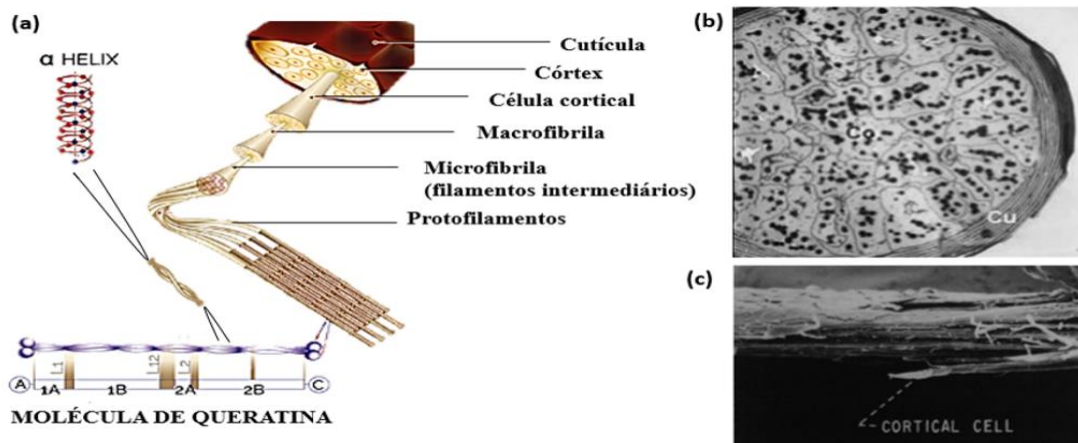 (a)
α HELIX
Cutícula
Córtex
Célula cortical
Macrofibrila
Microfibrila
(filamentos intermediários)
Protofilamentos
L1
L12
L2
A
1A
1B
2A
2B
C
MOLÉCULA DE QUERATINA
(b)
Co
Cu
(c)
CORTICAL CELL